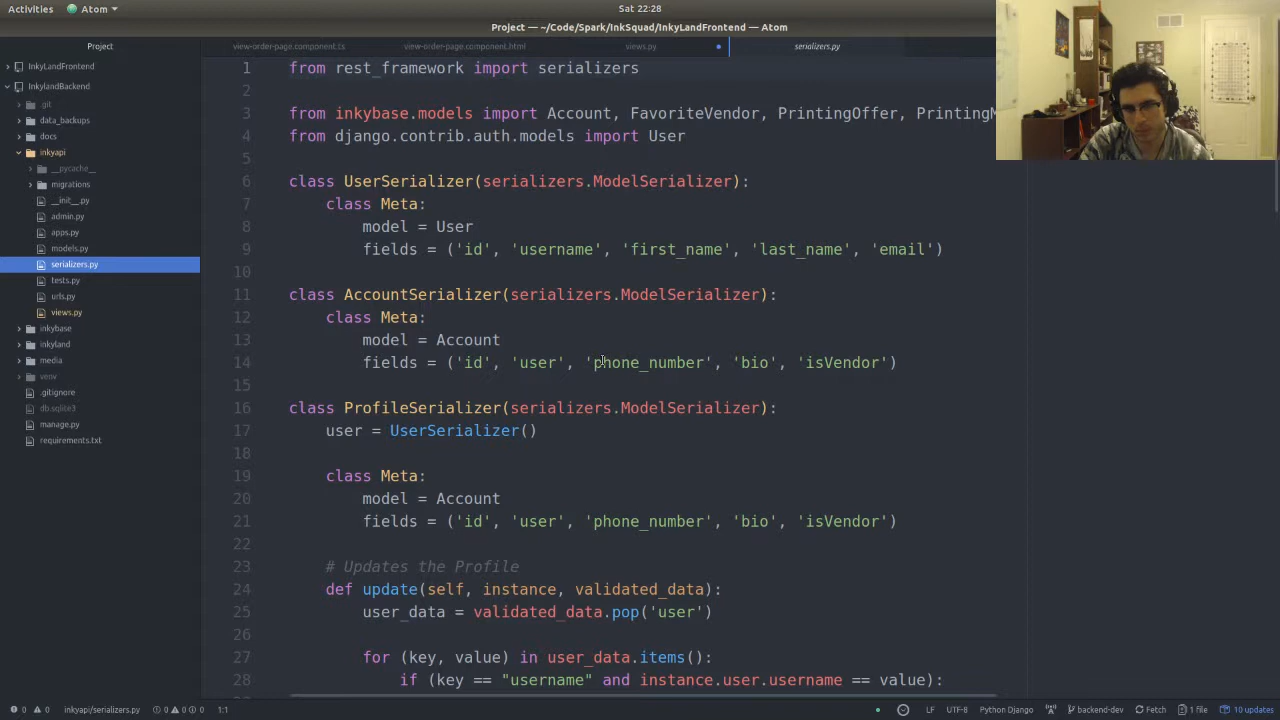 Activities
Atom
Sat 22:28
Project — ~/Code/Spark/InkSquad/InkyLandFrontend — Atom
Project
view-order-page.component.ts
view-order-page.component.html
views.py
serializers.py
InkyLandFrontend
InkylandBackend
.git
data_backups
docs
inkyapi
__pycache__
migrations
__init__.py
admin.py
apps.py
models.py
serializers.py
tests.py
urls.py
views.py
inkybase
inkyland
media
venv
.gitignore
db.sqlite3
manage.py
requirements.txt
1 from rest_framework import serializers
2
3 from inkybase.models import Account, FavoriteVendor, PrintingOffer, PrintingM
4 from django.contrib.auth.models import User
5
6 class UserSerializer(serializers.ModelSerializer):
7 class Meta:
8 model = User
9 fields = ('id', 'username', 'first_name', 'last_name', 'email')
10
11 class AccountSerializer(serializers.ModelSerializer):
12 class Meta:
13 model = Account
14 fields = ('id', 'user', 'phone_number', 'bio', 'isVendor')
15
16 class ProfileSerializer(serializers.ModelSerializer):
17 user = UserSerializer()
18
19 class Meta:
20 model = Account
21 fields = ('id', 'user', 'phone_number', 'bio', 'isVendor')
22
23 # Updates the Profile
24 def update(self, instance, validated_data):
25 user_data = validated_data.pop('user')
26
27 for (key, value) in user_data.items():
28 if (key == "username" and instance.user.username == value):
0 0 inkyapi/serializers.py 0 0 0 1:1
LF UTF-8 Python Django backend-dev Fetch 1 file 10 updates